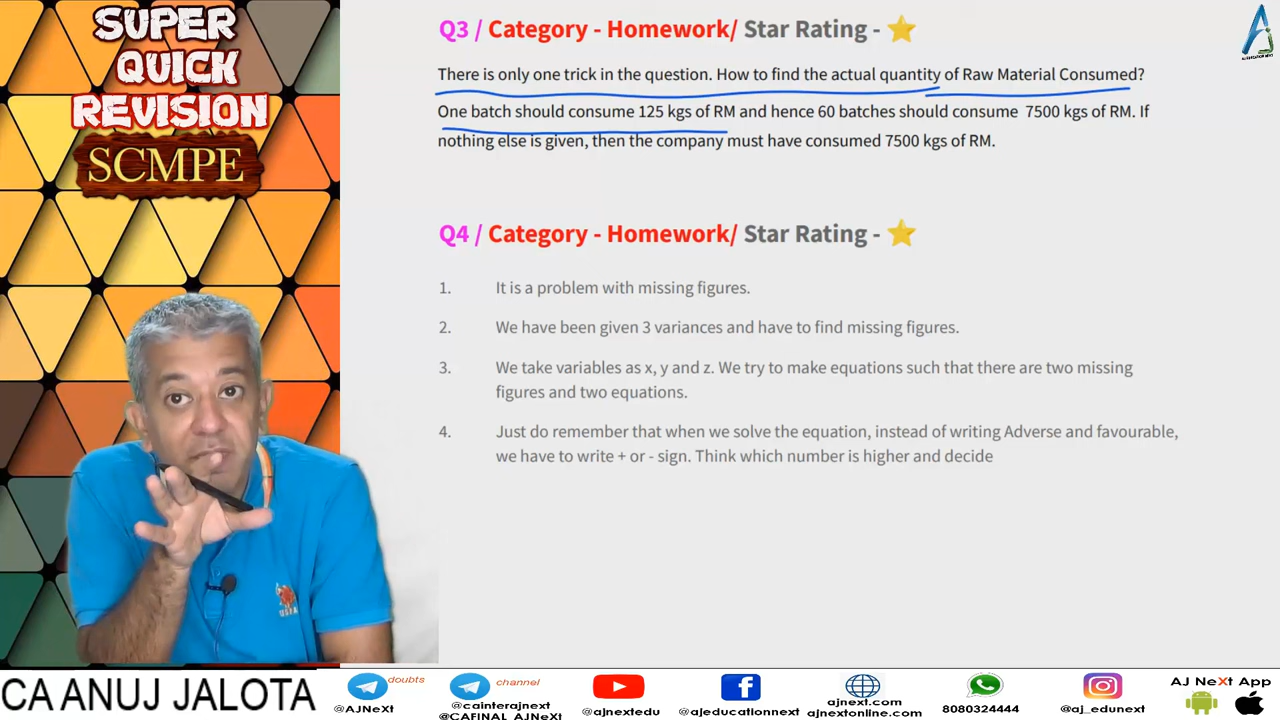 SUPER
QUICK
REVISION
SCMPE
Q3 / Category - Homework/ Star Rating - ⭐
There is only one trick in the question. How to find the actual quantity of Raw Material Consumed?
One batch should consume 125 kgs of RM and hence 60 batches should consume 7500 kgs of RM. If
nothing else is given, then the company must have consumed 7500 kgs of RM.
Q4 / Category - Homework/ Star Rating - ⭐
1. It is a problem with missing figures.
2. We have been given 3 variances and have to find missing figures.
3. We take variables as x, y and z. We try to make equations such that there are two missing
figures and two equations.
4. Just do remember that when we solve the equation, instead of writing Adverse and favourable,
we have to write + or - sign. Think which number is higher and decide
CA ANUJ JALOTA
doubts
@AJNeXt
channel
@cainterajnext
@CAFINAL_AJNeXt
@ajnextedu
@ajeducationnext
ajnext.com
ajnextonline.com
8080324444
@aj_edunext
AJ NeXt App